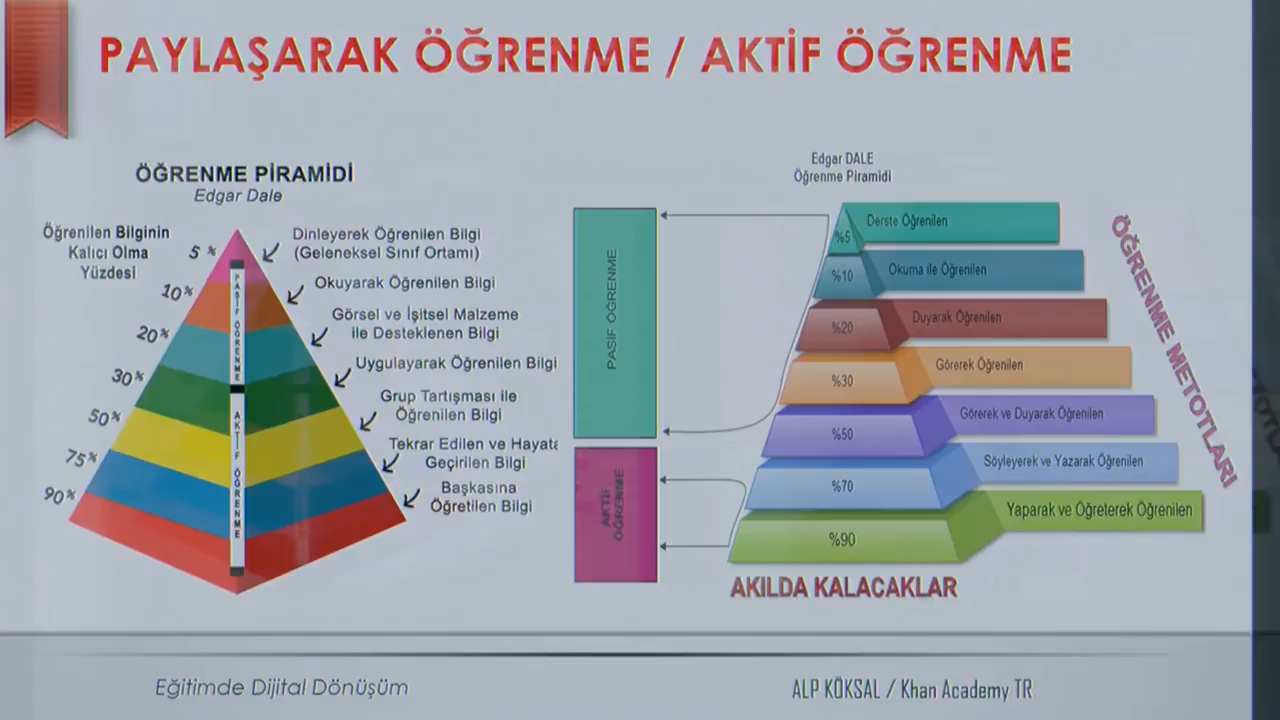 PAYLAŞARAK ÖĞRENME / AKTİF ÖĞRENME
ÖĞRENME PİRAMİDİ
Edgar Dale
Öğrenilen Bilginin
Kalıcı Olma
Yüzdesi
5 %
10%
20%
30%
50%
75%
90%
PASİF ÖĞRENME
AKTİF ÖĞRENME
Dinleyerek Öğrenilen Bilgi
(Geleneksel Sınıf Ortamı)
Okuyarak Öğrenilen Bilgi
Görsel ve İşitsel Malzeme
ile Desteklenen Bilgi
Uygulayarak Öğrenilen Bilgi
Grup Tartışması ile
Öğrenilen Bilgi
Tekrar Edilen ve Hayata
Geçirilen Bilgi
Başkasına
Öğretilen Bilgi
Edgar DALE
Öğrenme Piramidi
PASİF ÖĞRENME
AKTİF
ÖĞRENME
%5 Derste Öğrenilen
%10 Okuma ile Öğrenilen
%20 Duyarak Öğrenilen
%30 Görerek Öğrenilen
%50 Görerek ve Duyarak Öğrenilen
%70 Söyleyerek ve Yazarak Öğrenilen
%90 Yaparak ve Öğreterek Öğrenilen
ÖĞRENME METOTLARI
AKILDA KALACAKLAR
Eğitimde Dijital Dönüşüm
ALP KÖKSAL / Khan Academy TR